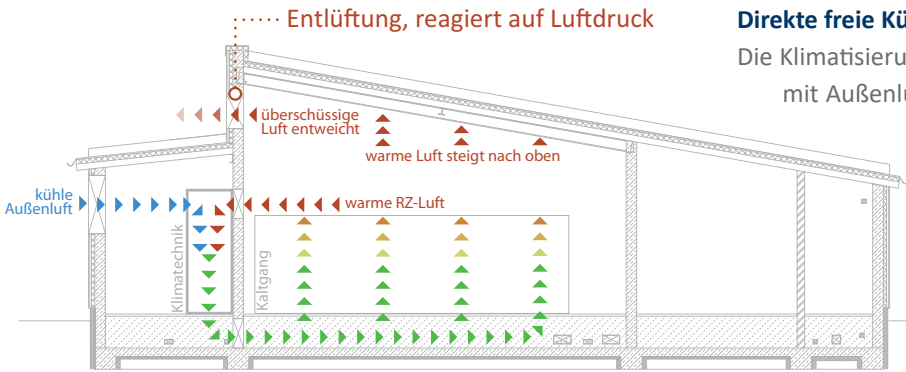 Entlüftung, reagiert auf Luftdruck
Direkte freie Kü
Die Klimatisieru
mit Außenlu
überschüssige
Luft entweicht
warme Luft steigt nach oben
kühle
Außenluft
warme RZ-Luft
Klimatechnik
Kaltgang